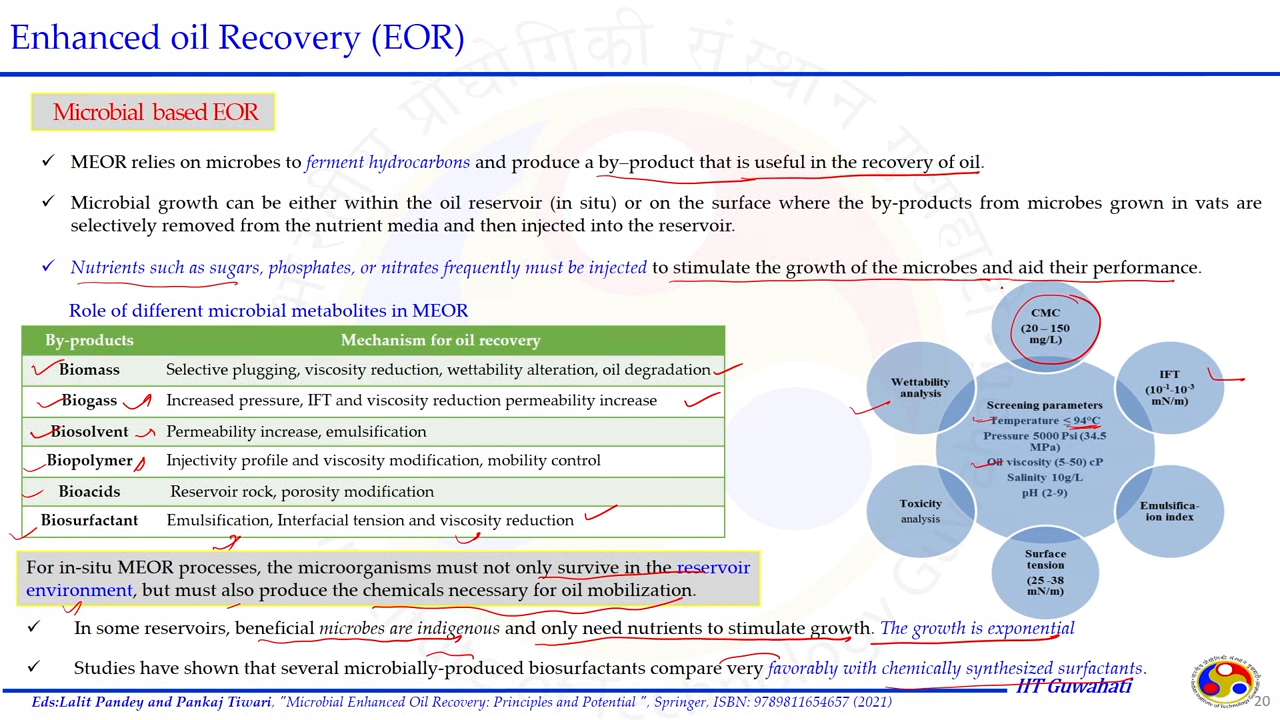 Enhanced oil Recovery (EOR)
Microbial based EOR
✓ MEOR relies on microbes to ferment hydrocarbons and produce a by–product that is useful in the recovery of oil.
✓ Microbial growth can be either within the oil reservoir (in situ) or on the surface where the by-products from microbes grown in vats are
selectively removed from the nutrient media and then injected into the reservoir.
✓ Nutrients such as sugars, phosphates, or nitrates frequently must be injected to stimulate the growth of the microbes and aid their performance.
Role of different microbial metabolites in MEOR
By-products Mechanism for oil recovery
Biomass Selective plugging, viscosity reduction, wettability alteration, oil degradation
Biogass Increased pressure, IFT and viscosity reduction permeability increase
Biosolvent Permeability increase, emulsification
Biopolymer Injectivity profile and viscosity modification, mobility control
Bioacids Reservoir rock, porosity modification
Biosurfactant Emulsification, Interfacial tension and viscosity reduction
CMC
(20 – 150
mg/L)
IFT
(10-1-10-3
mN/m)
Emulsifica-
ion index
Surface
tension
(25 -38
mN/m)
Toxicity
analysis
Wettability
analysis
Screening parameters
Temperature ≤ 94°C
Pressure 5000 Psi (34.5
MPa)
Oil viscosity (5-50) cP
Salinity 10g/L
pH (2-9)
For in-situ MEOR processes, the microorganisms must not only survive in the reservoir
environment, but must also produce the chemicals necessary for oil mobilization.
✓ In some reservoirs, beneficial microbes are indigenous and only need nutrients to stimulate growth. The growth is exponential
✓ Studies have shown that several microbially-produced biosurfactants compare very favorably with chemically synthesized surfactants.
IIT Guwahati
Eds:Lalit Pandey and Pankaj Tiwari, "Microbial Enhanced Oil Recovery: Principles and Potential ", Springer, ISBN: 9789811654657 (2021)
20